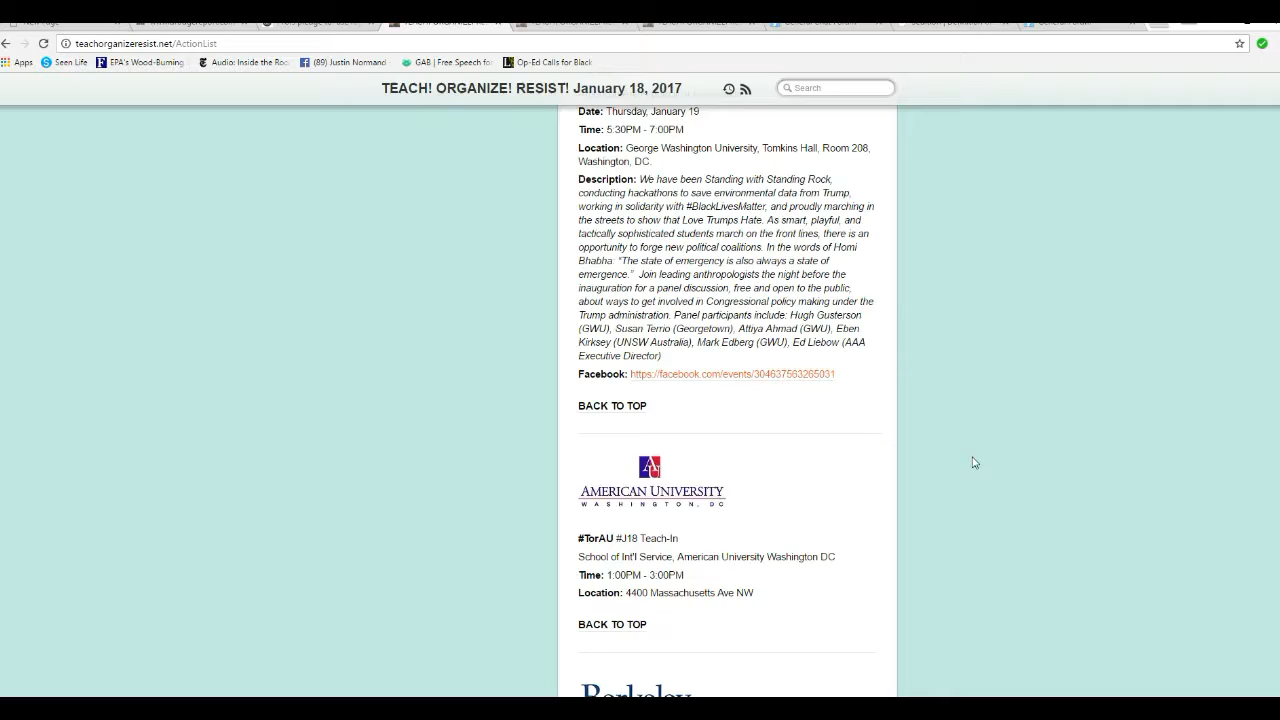 teachorganizeresist.net/ActionList
Apps Seen Life EPA's Wood-Burning Audio: Inside the Roo (89) Justin Normand GAB | Free Speech fo Op-Ed Calls for Black
TEACH! ORGANIZE! RESIST! January 18, 2017
Search
Date: Thursday, January 19
Time: 5:30PM - 7:00PM
Location: George Washington University, Tomkins Hall, Room 208,
Washington, DC.
Description: We have been Standing with Standing Rock,
conducting hackathons to save environmental data from Trump,
working in solidarity with #BlackLivesMatter, and proudly marching in
the streets to show that Love Trumps Hate. As smart, playful, and
tactically sophisticated students march on the front lines, there is an
opportunity to forge new political coalitions. In the words of Homi
Bhabha: “The state of emergency is also always a state of
emergence.” Join leading anthropologists the night before the
inauguration for a panel discussion, free and open to the public,
about ways to get involved in Congressional policy making under the
Trump administration. Panel participants include: Hugh Gusterson
(GWU), Susan Terrio (Georgetown), Attiya Ahmad (GWU), Eben
Kirksey (UNSW Australia), Mark Edberg (GWU), Ed Liebow (AAA
Executive Director)
Facebook: https://facebook.com/events/304637563265031
BACK TO TOP
AU
AMERICAN UNIVERSITY
WASHINGTON, DC
#TorAU #J18 Teach-In
School of Int'l Service, American University Washington DC
Time: 1:00PM - 3:00PM
Location: 4400 Massachusetts Ave NW
BACK TO TOP
Berkeley